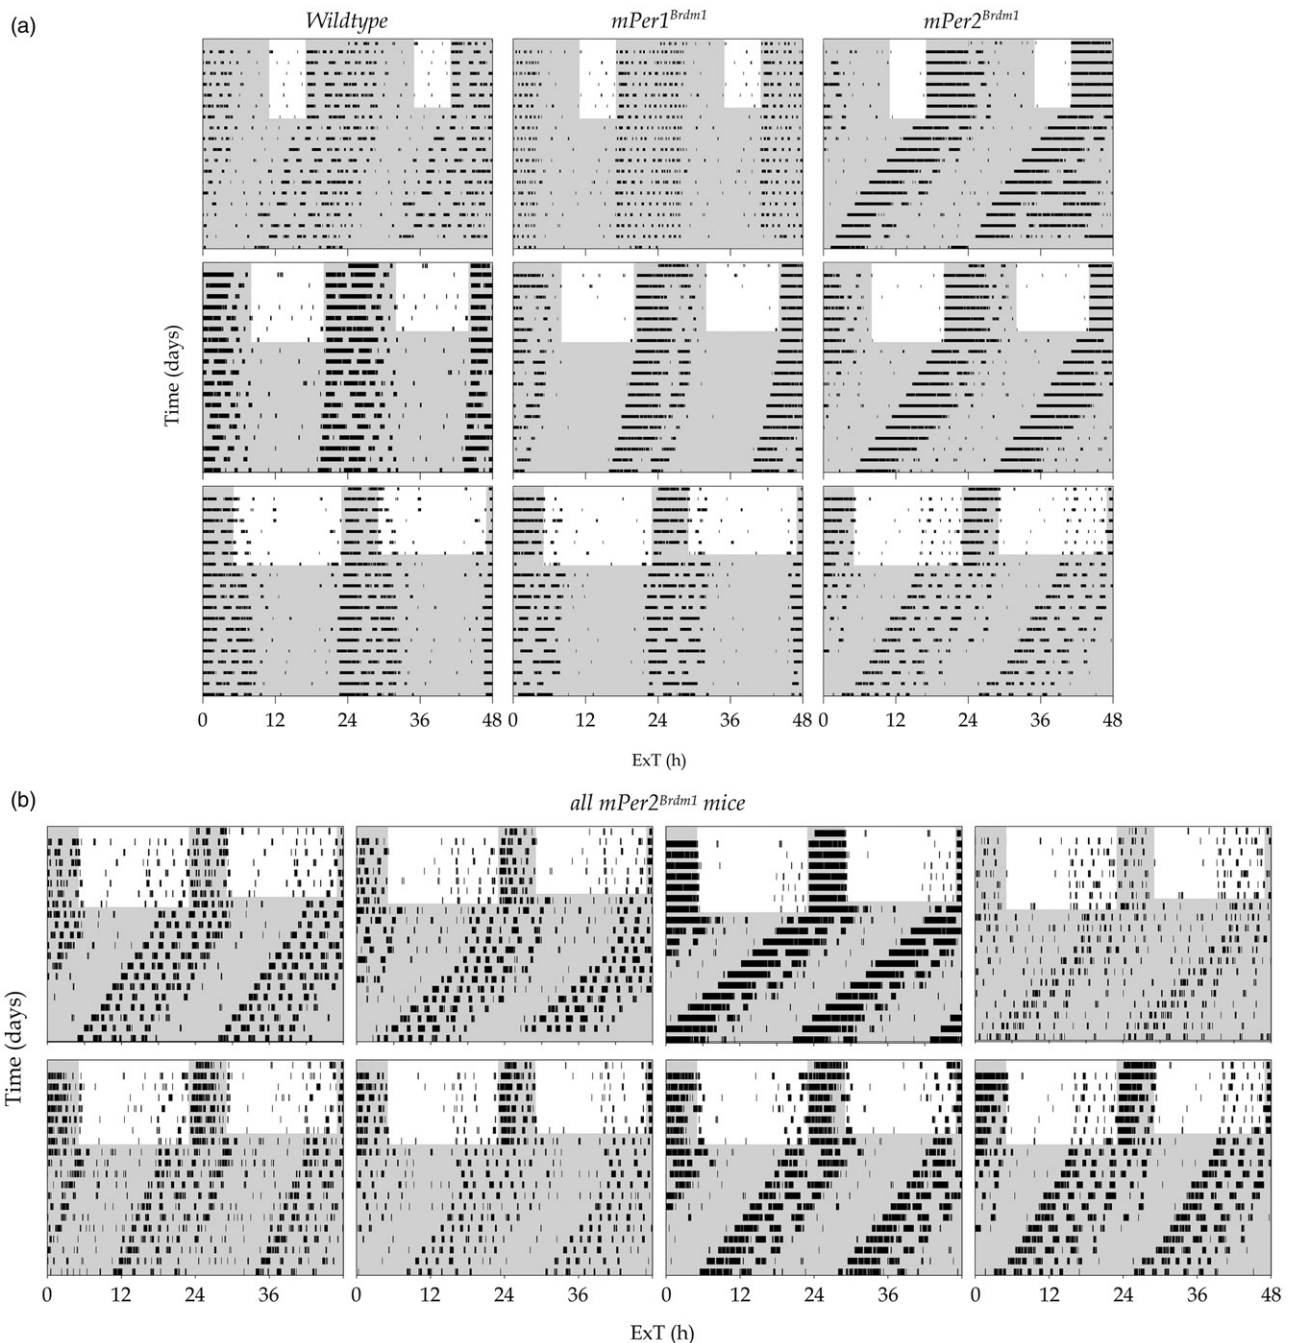 (a)
Wildtype mPer1Brdm1 mPer2Brdm1
Time (days)
0 12 24 36 48 0 12 24 36 48 0 12 24 36 48
ExT (h)
(b)
all mPer2Brdm1 mice
Time (days)
0 12 24 36 0 12 24 36 0 12 24 36 0 12 24 36 48
ExT (h)